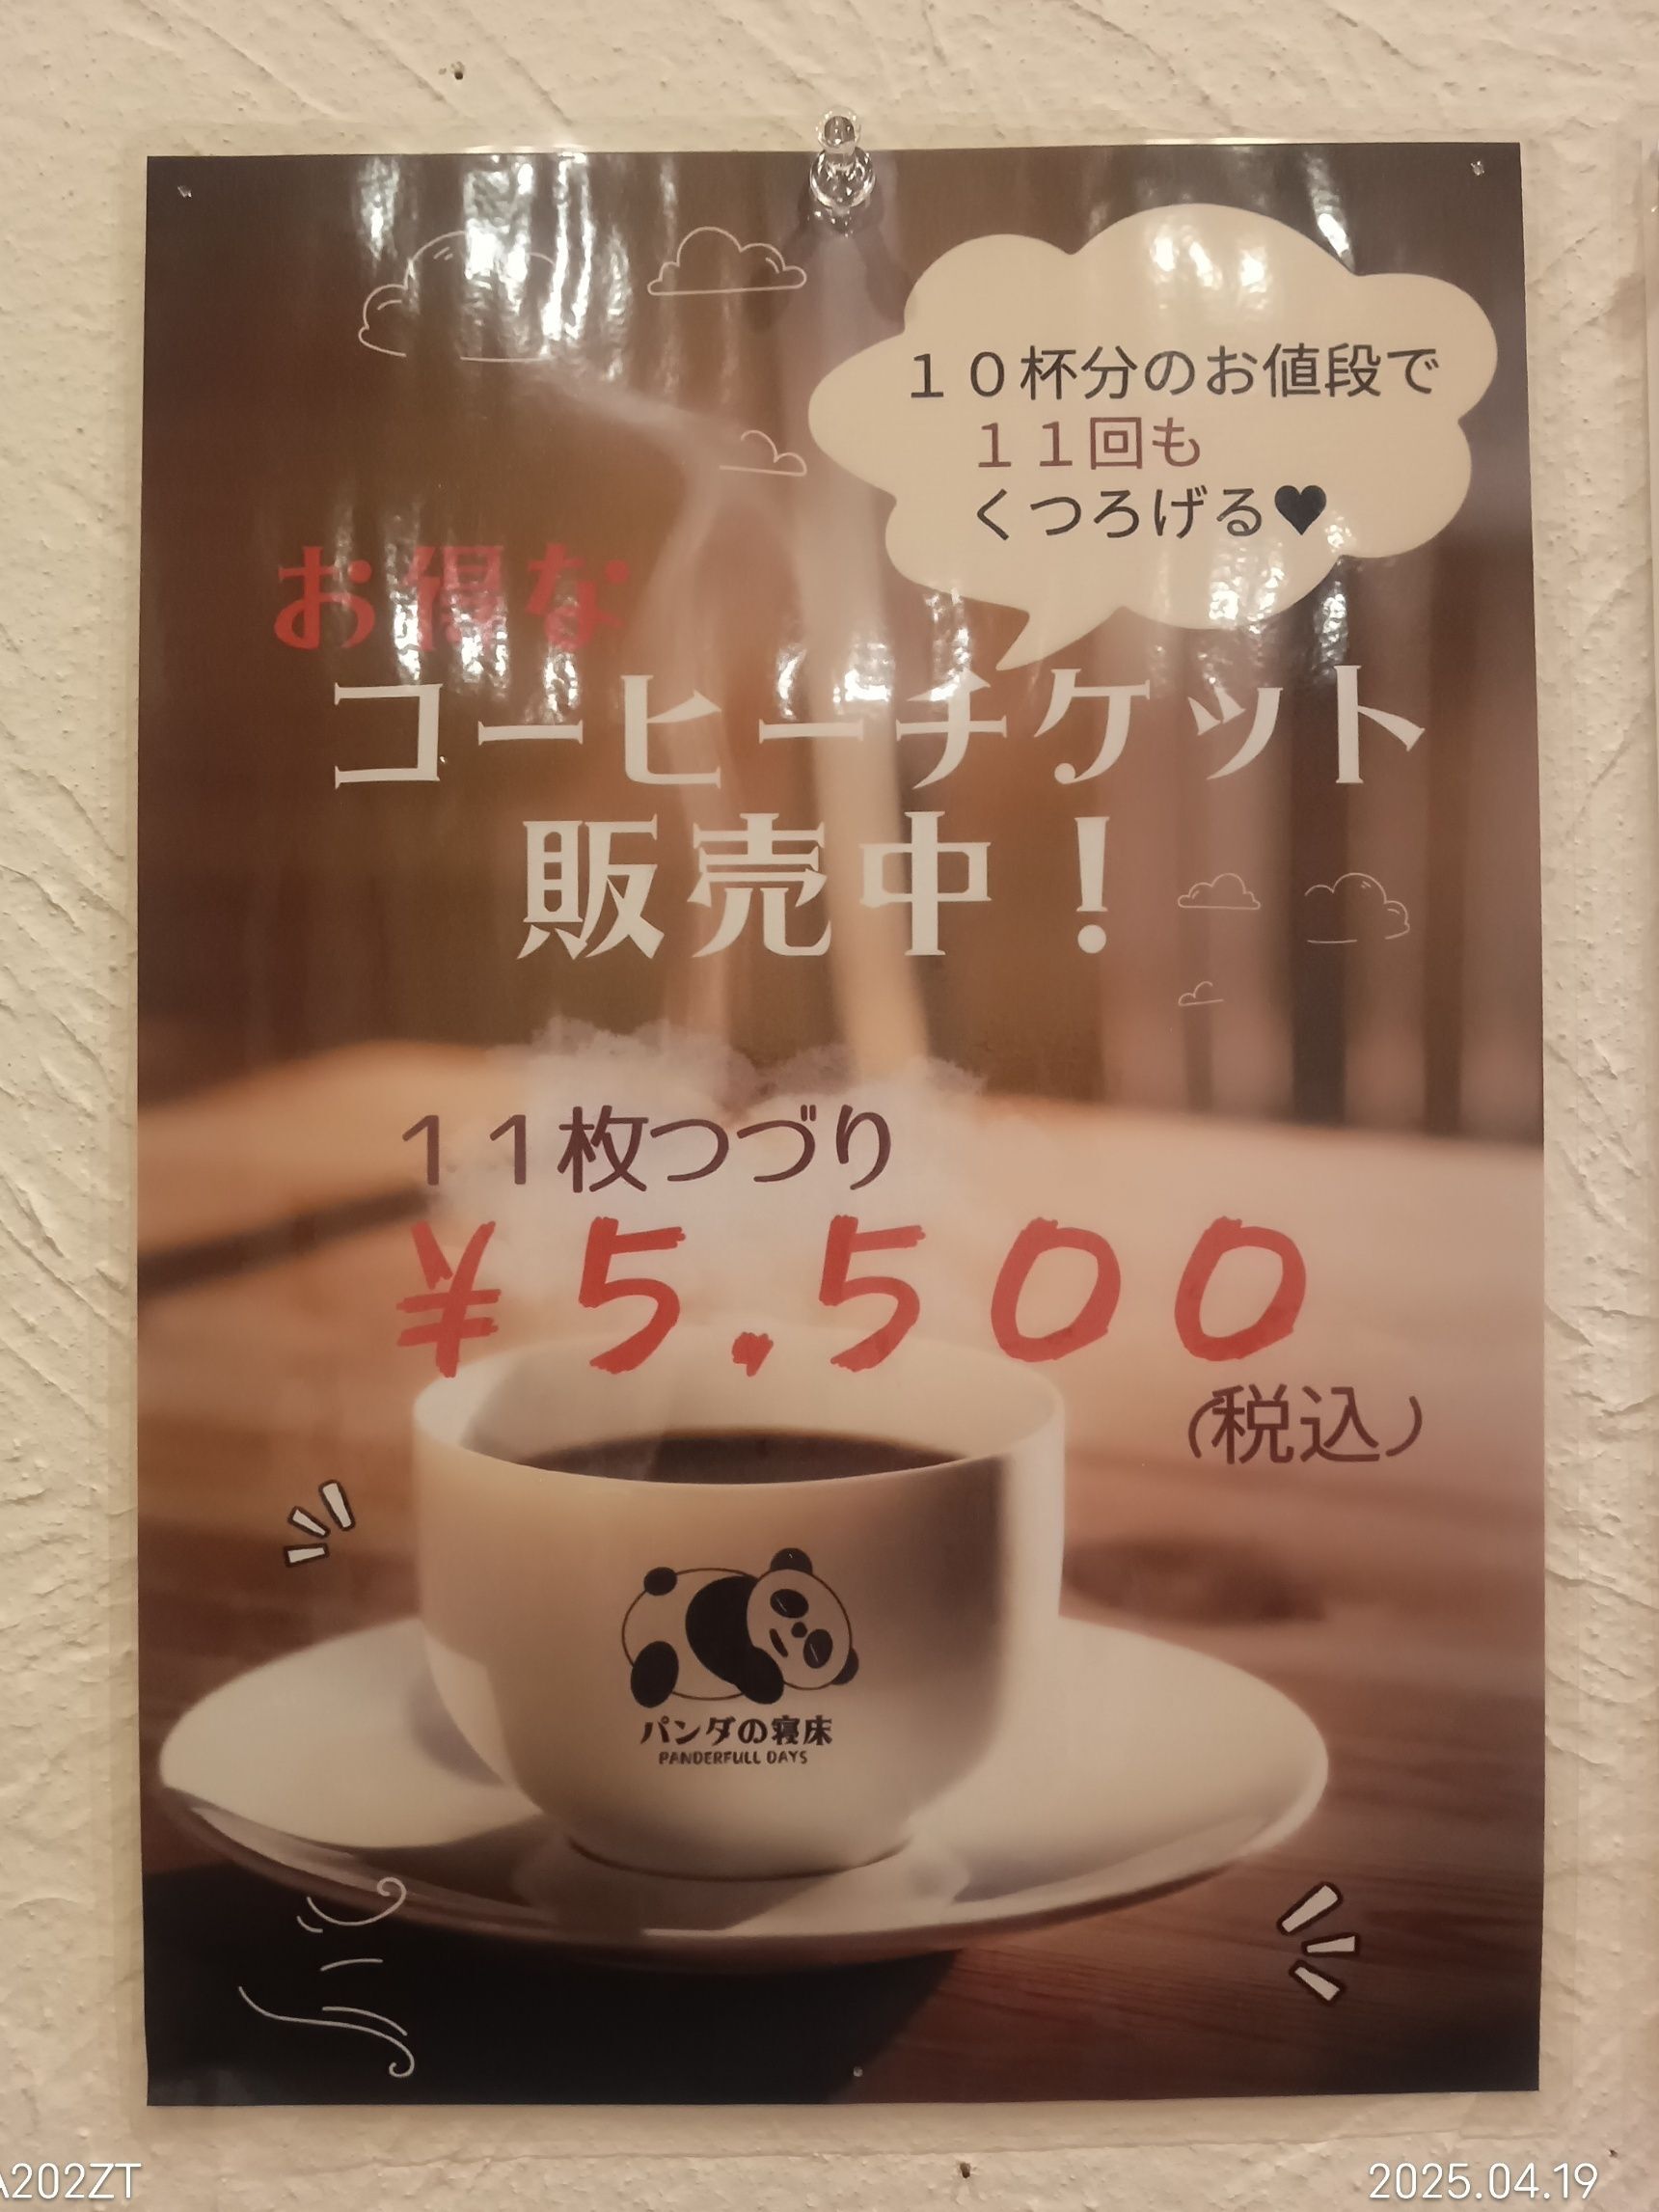 １０杯分のお値段で
１１回も
くつろげる♥
お得な
コーヒーチケット
販売中！
１１枚つづり
¥5,500
(税込)
パンダの寝床
PANDERFULL DAYS
A202ZT
2025.04.19